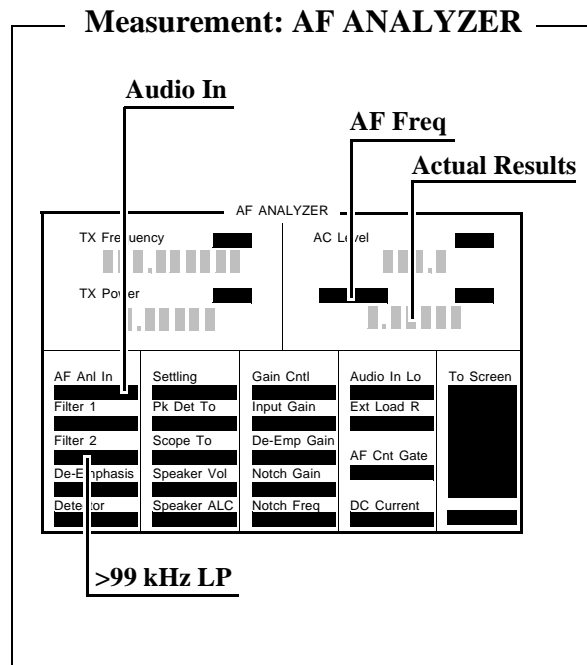 Measurement: AF ANALYZER
Audio In
AF Freq
Actual Results
AF ANALYZER
TX Frequency
AC Level
TX Power
AF Anl In
Settling
Gain Cntl
Audio In Lo
To Screen
Filter 1
Pk Det To
Input Gain
Ext Load R
Filter 2
Scope To
De-Emp Gain
AF Cnt Gate
De-Emphasis
Speaker Vol
Notch Gain
Detector
Speaker ALC
Notch Freq
DC Current
>99 kHz LP